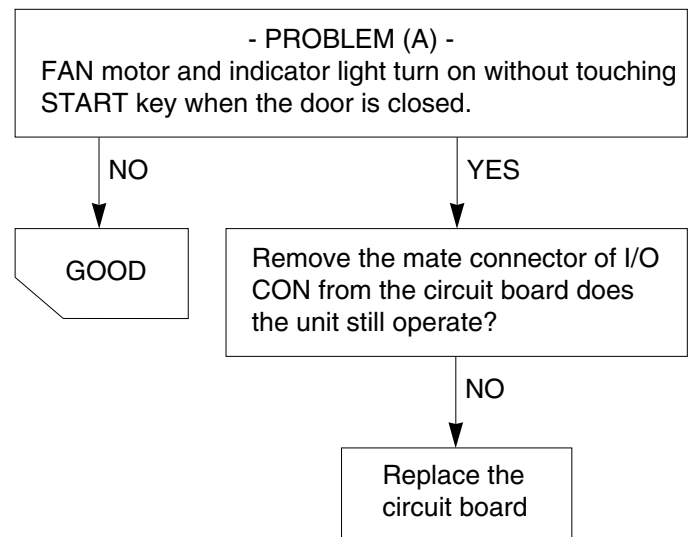 - PROBLEM (A) -
FAN motor and indicator light turn on without touching
START key when the door is closed.
NO
YES
GOOD
Remove the mate connector of I/O
CON from the circuit board does
the unit still operate?
NO
Replace the
circuit board